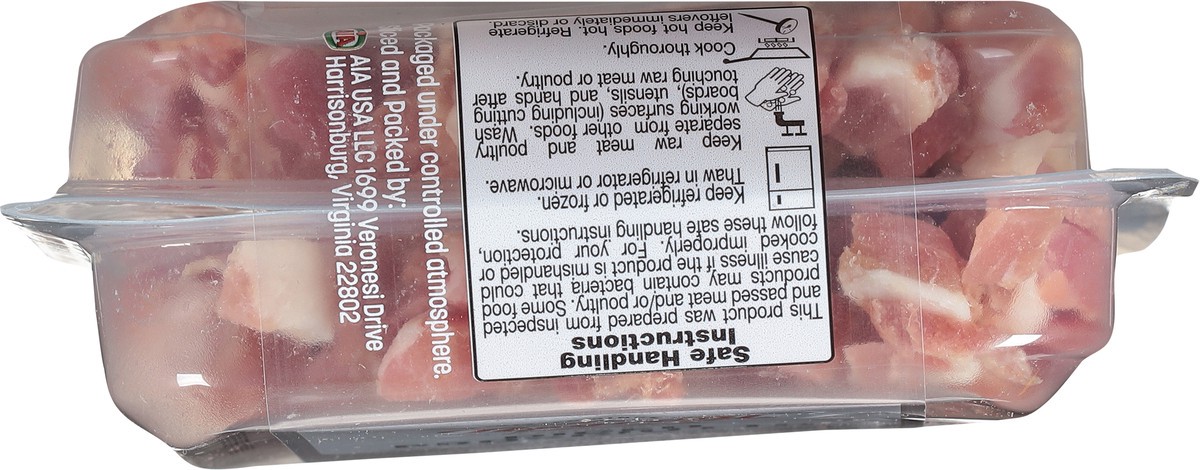 Safe Handling
Instructions
This product was prepared from inspected
and passed meat and/or poultry. Some food
products may contain bacteria that could
cause illness if the product is mishandled or
cooked improperly. For your protection,
follow these safe handling instructions.
Keep refrigerated or frozen.
Thaw in refrigerator or microwave.
Keep raw meat and poultry
separate from other foods. Wash
working surfaces (including cutting
boards), utensils, and hands after
touching raw meat or poultry.
Cook thoroughly.
Keep hot foods hot. Refrigerate
leftovers immediately or discard.
under controlled atmosphere.
and Packed by:
AIA USA LLC 1699 Veronesi Drive
Harrisonburg, Virginia 22802